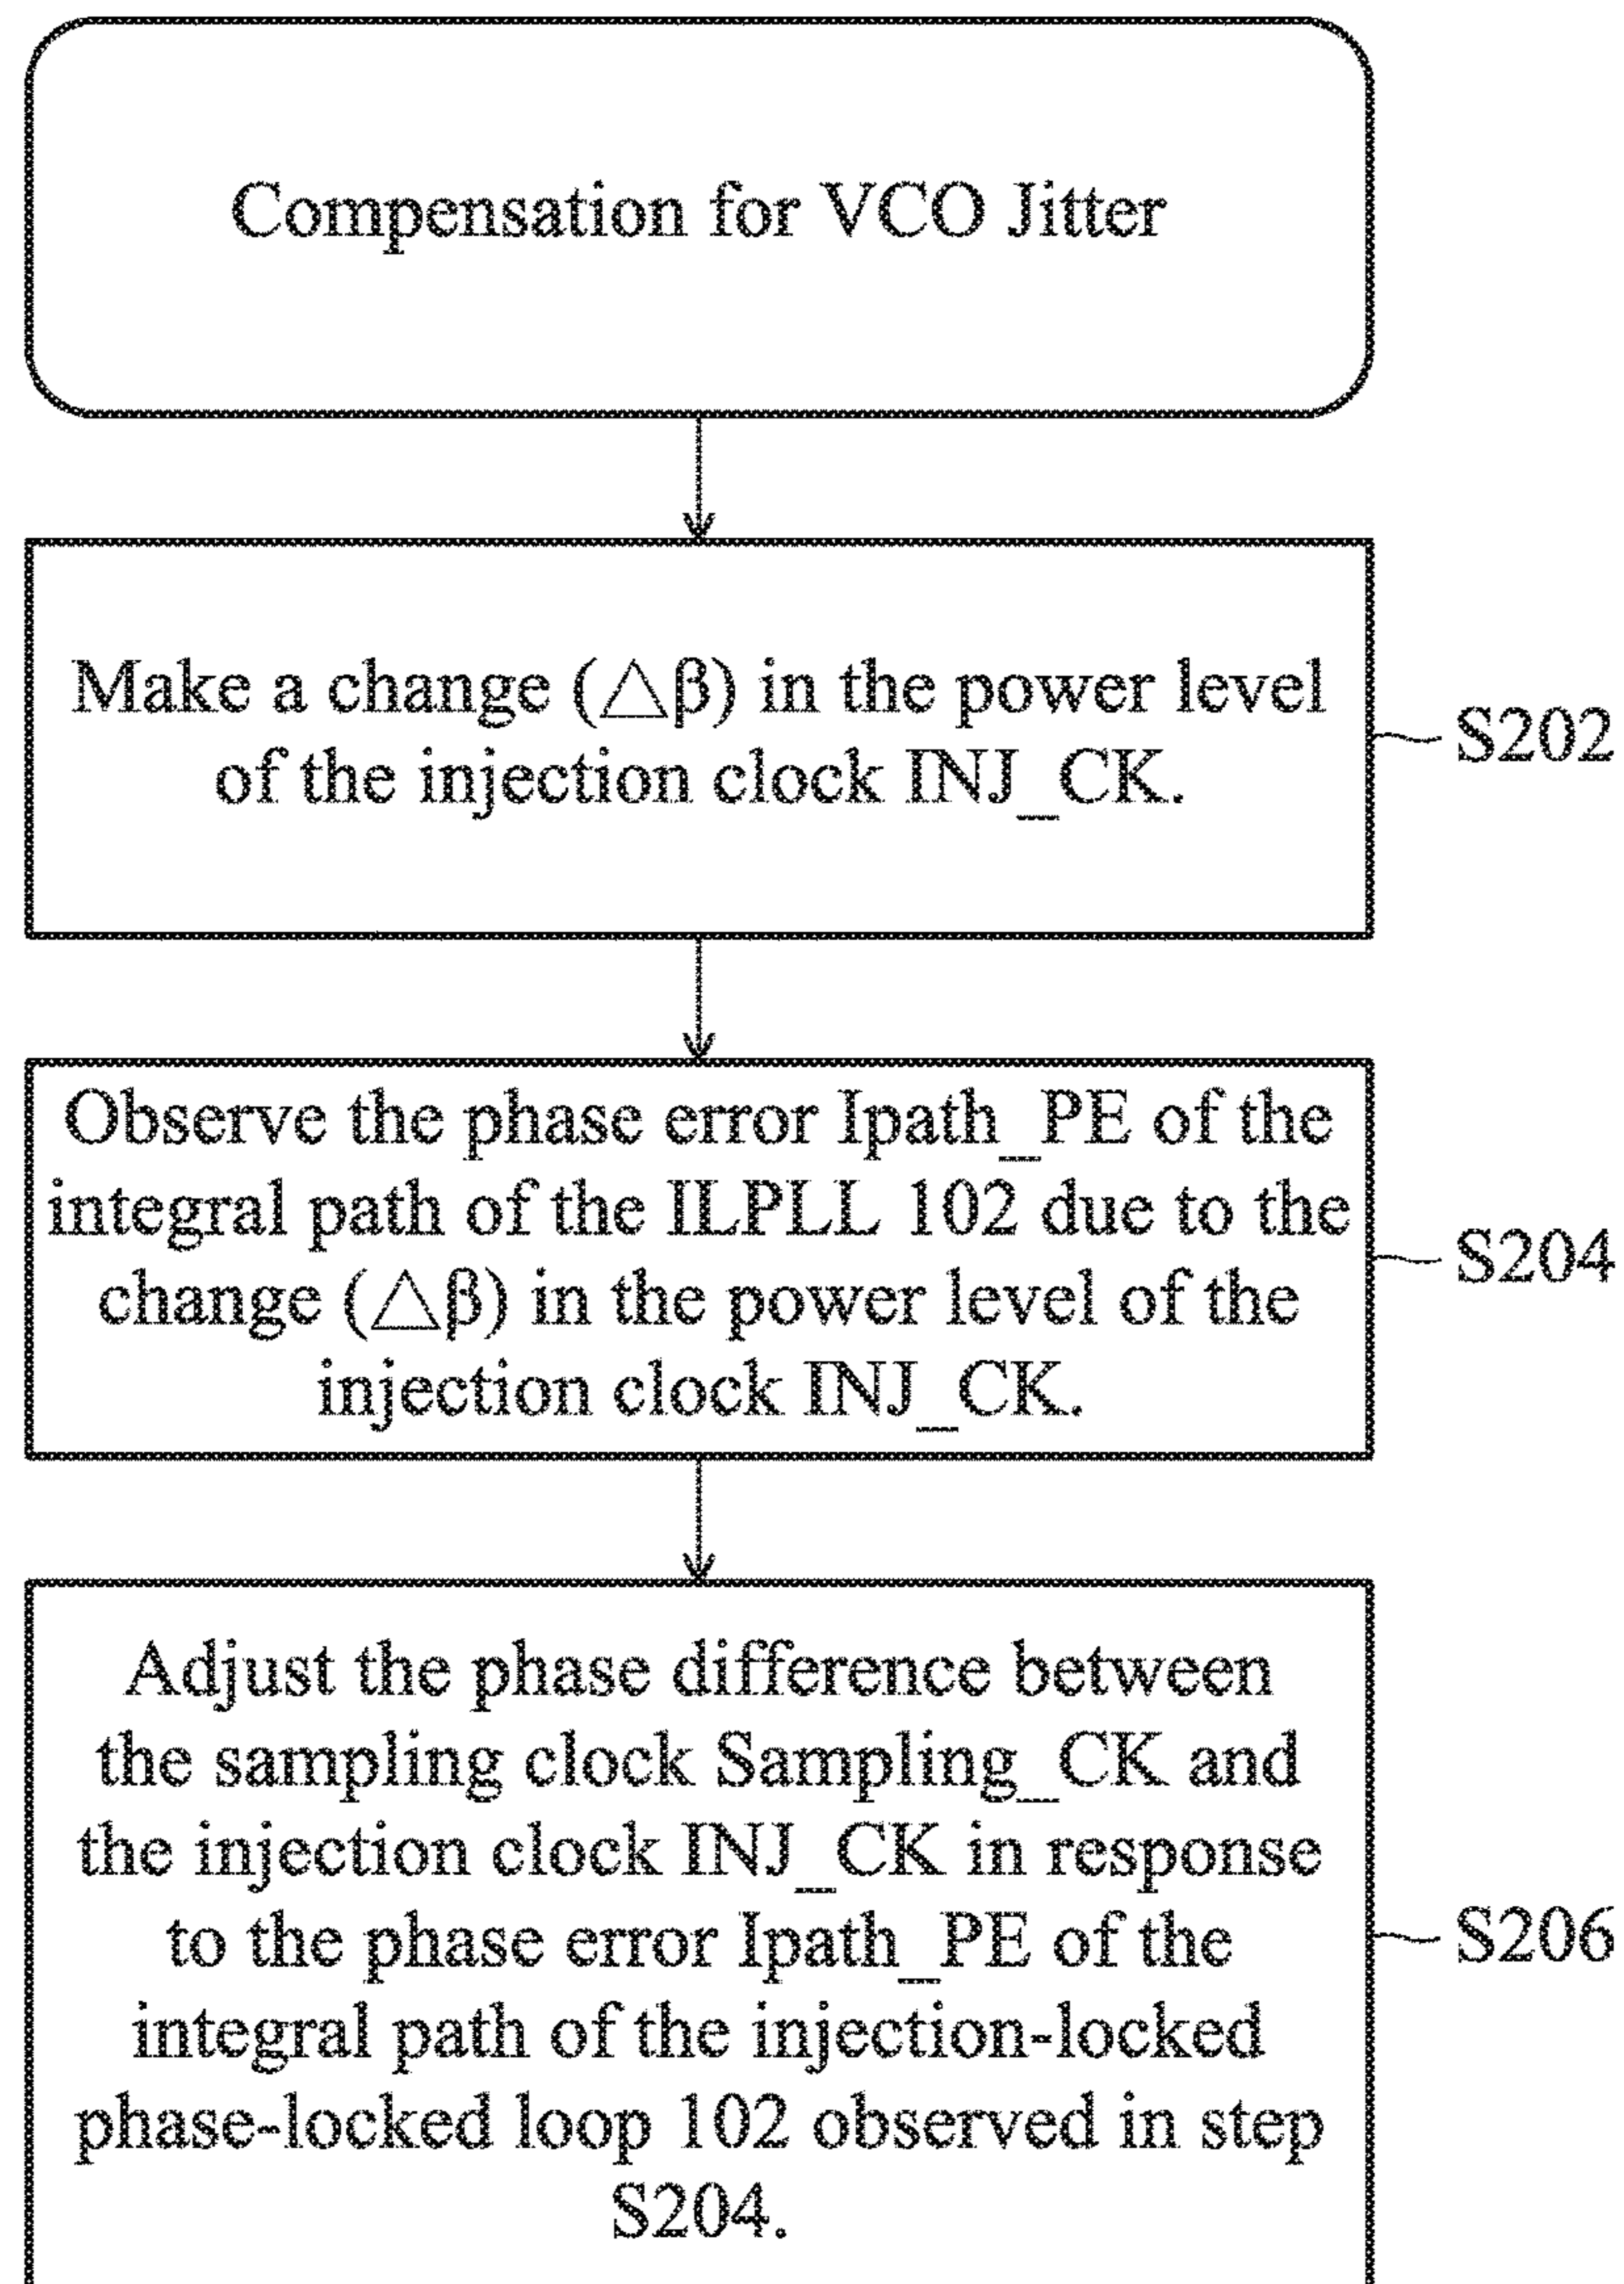 Compensation for VCO Jitter
Make a change (△β) in the power level
of the injection clock INJ_CK.
S202
Observe the phase error Ipath_PE of the
integral path of the ILPLL 102 due to the
change (△β) in the power level of the
injection clock INJ_CK.
S204
Adjust the phase difference between
the sampling clock Sampling_CK and
the injection clock INJ_CK in response
to the phase error Ipath_PE of the
integral path of the injection-locked
phase-locked loop 102 observed in step
S204.
S206